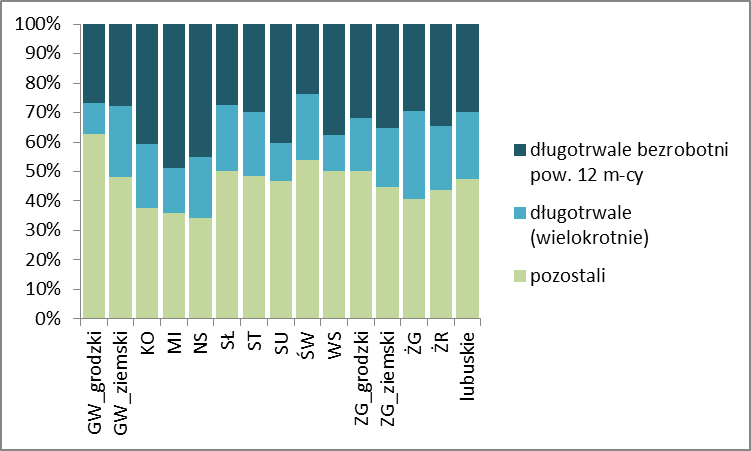 100%
90%
80%
70%
60%
50%
40%
30%
20%
10%
0%
GW_grodzki
GW_ziemski
KO
MI
NS
SŁ
ST
SU
ŚW
WS
ZG_grodzki
ZG_ziemski
ŻG
ŻR
lubuskie
długotrwale bezrobotni
pow. 12 m-cy
długotrwale
(wielokrotnie)
pozostali